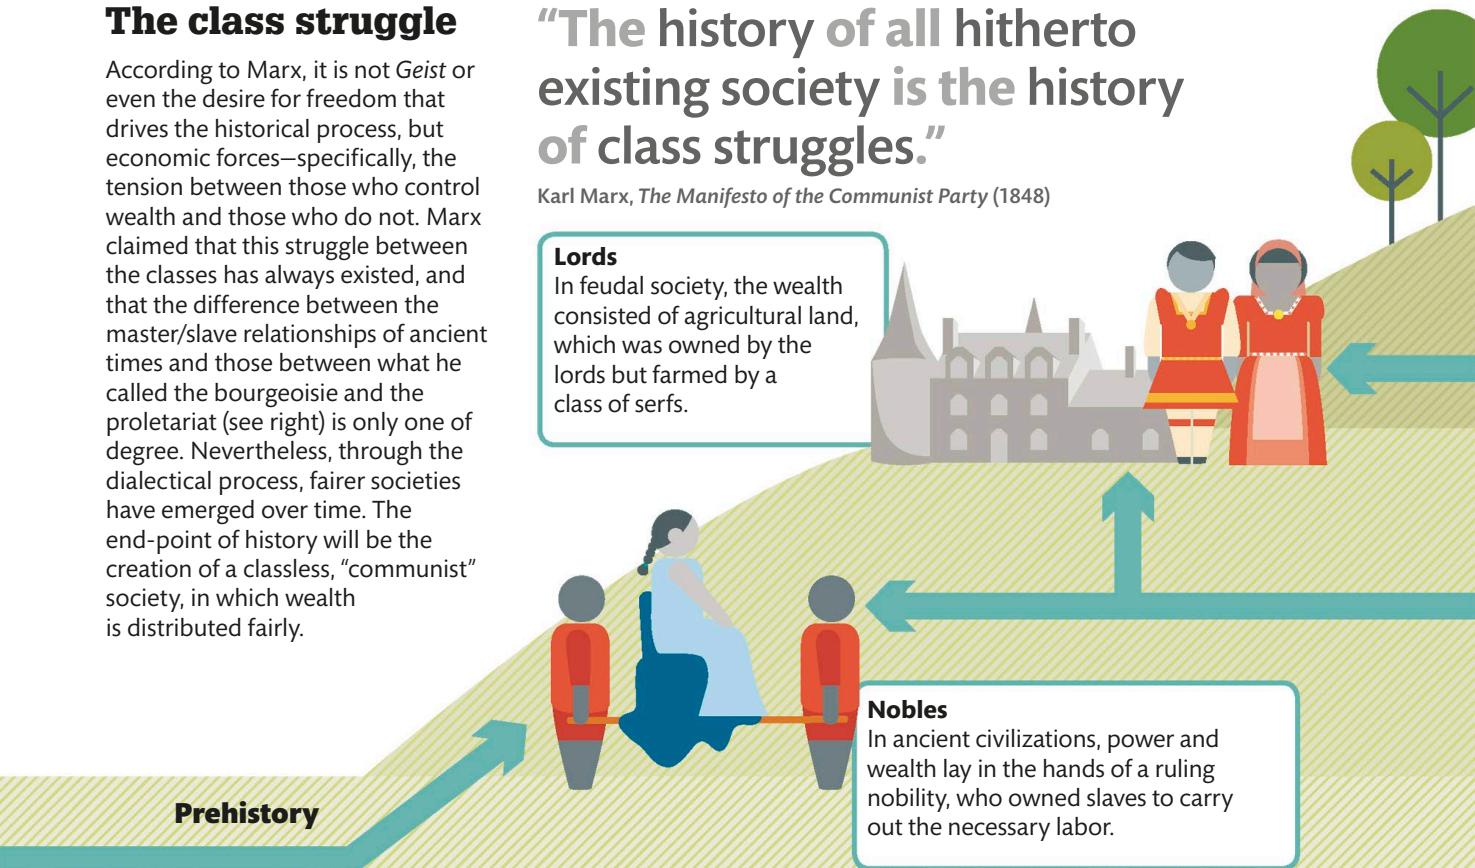 The class struggle
According to Marx, it is not Geist or
even the desire for freedom that
drives the historical process, but
economic forces—specifically, the
tension between those who control
wealth and those who do not. Marx
claimed that this struggle between
the classes has always existed, and
that the difference between the
master/slave relationships of ancient
times and those between what he
called the bourgeoisie and the
proletariat (see right) is only one of
degree. Nevertheless, through the
dialectical process, fairer societies
have emerged over time. The
end-point of history will be the
creation of a classless, “communist”
society, in which wealth
is distributed fairly.
“The history of all hitherto
existing society is the history
of class struggles.”
Karl Marx, The Manifesto of the Communist Party (1848)
Lords
In feudal society, the wealth
consisted of agricultural land,
which was owned by the
lords but farmed by a
class of serfs.
Nobles
In ancient civilizations, power and
wealth lay in the hands of a ruling
nobility, who owned slaves to carry
out the necessary labor.
Prehistory